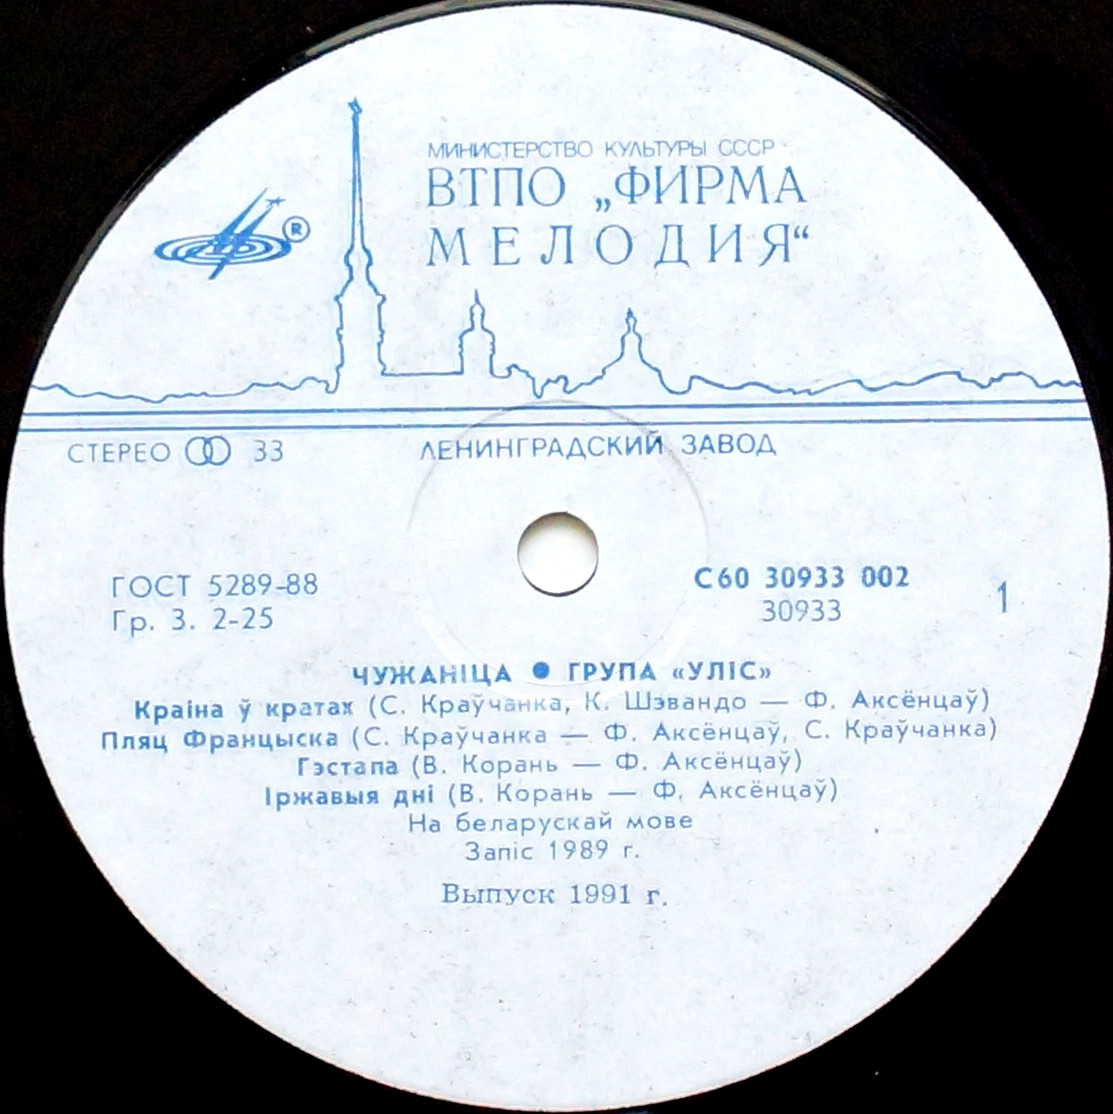 МИНИСТЕРСТВО КУЛЬТУРЫ СССР
ВТПО „ФИРМА
МЕЛОДИЯ“
®
СТЕРЕО 33
ЛЕНИНГРАДСКИЙ ЗАВОД
ГОСТ 5289-88
Гр. 3. 2-25
С60 30933 002
30933
1
ЧУЖАНІЦА ● ГРУПА «УЛІС»
Краіна ў кратах (С. Краўчанка, К. Шэвандо — Ф. Аксёнцаў)
Пляц Францыска (С. Краўчанка — Ф. Аксёнцаў, С. Краўчанка)
Гэстапа (В. Корань — Ф. Аксёнцаў)
Іржавыя дні (В. Корань — Ф. Аксёнцаў)
На беларускай мове
Запіс 1989 г.
Выпуск 1991 г.